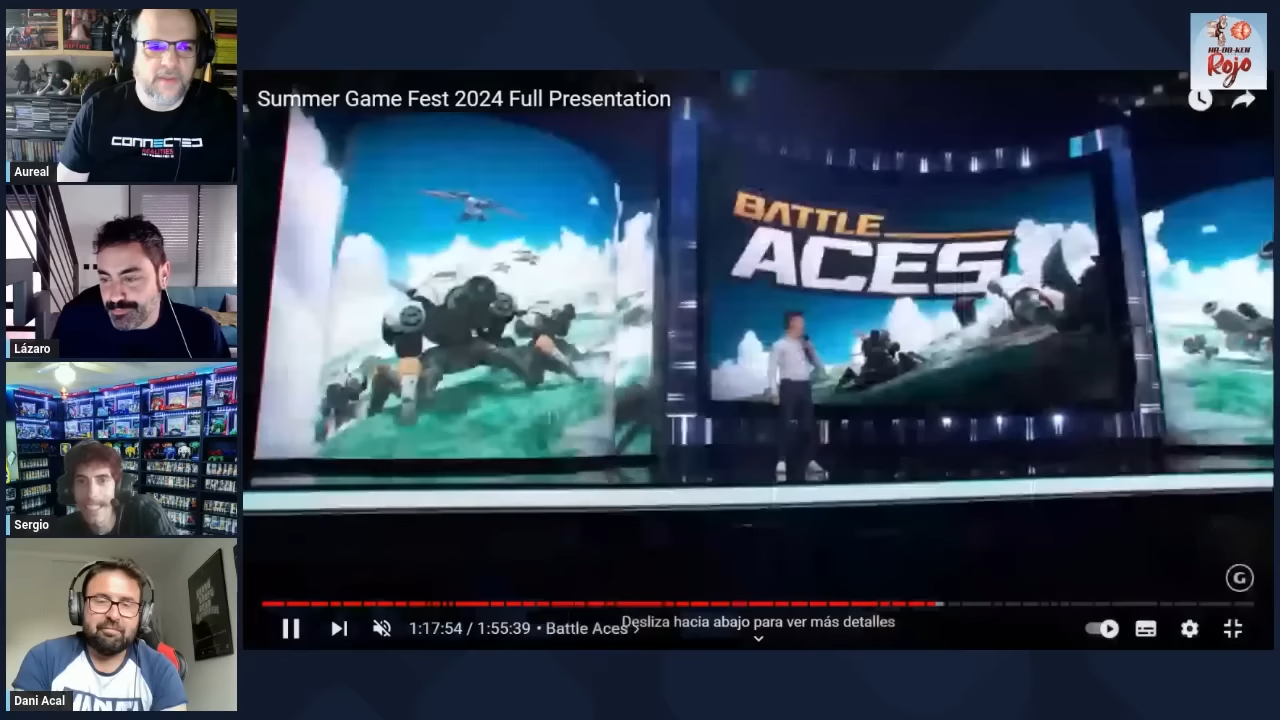 CONNECTED
REALITIES
Aureal
Lázaro
Sergio
Dani Acal
Summer Game Fest 2024 Full Presentation
HA-DO-KEN
Rojo
BATTLE
ACES
G
1:17:54 / 1:55:39 • Battle Aces ›
Desliza hacia abajo para ver más detalles